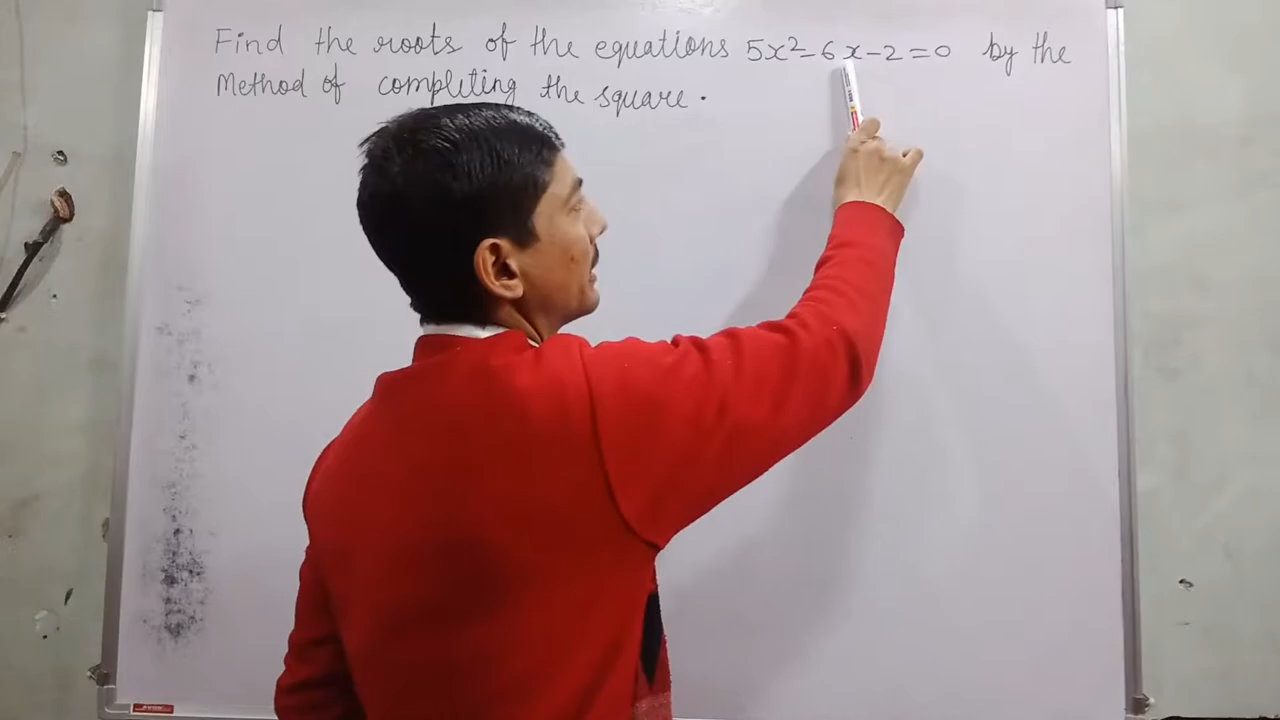 Find the roots of the equations 5x²-6x-2=0 by the
Method of completing the square.